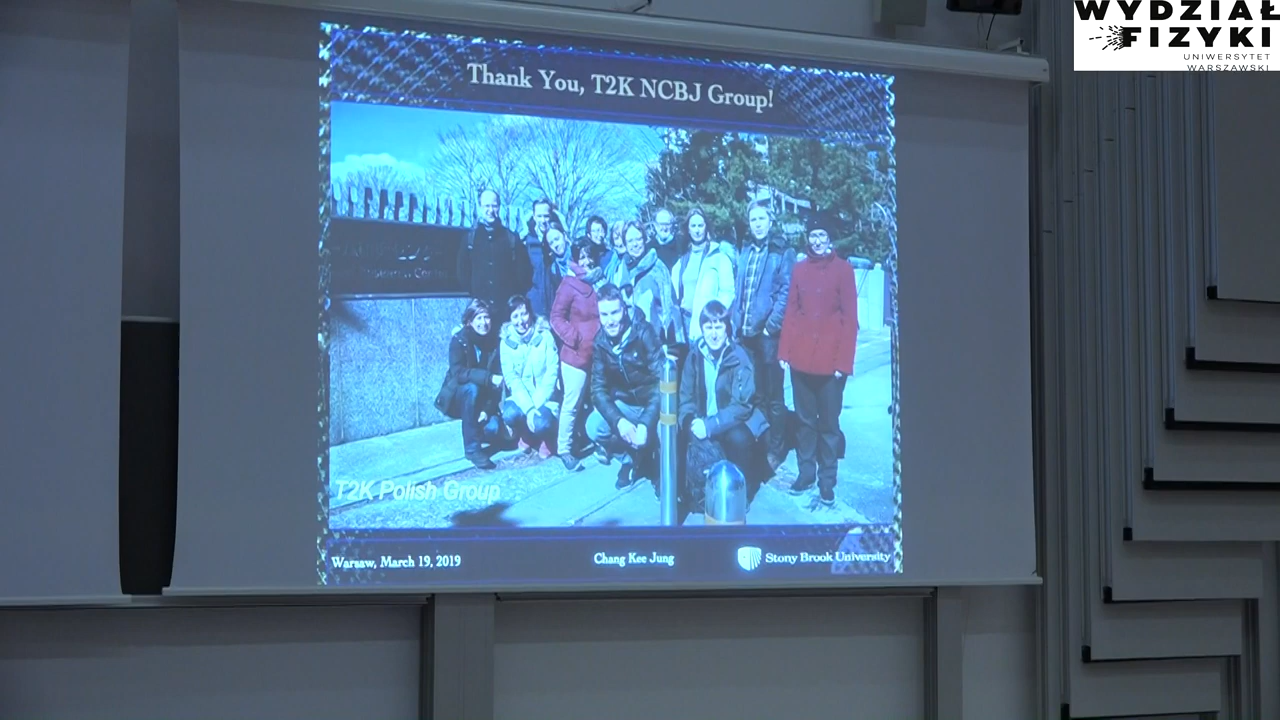 WYDZIAŁ
FIZYKI
UNIWERSYTET
WARSZAWSKI
Thank You, T2K NCBJ Group!
T2K Polish Group
Warsaw, March 19, 2019
Chang Kee Jung
Stony Brook University